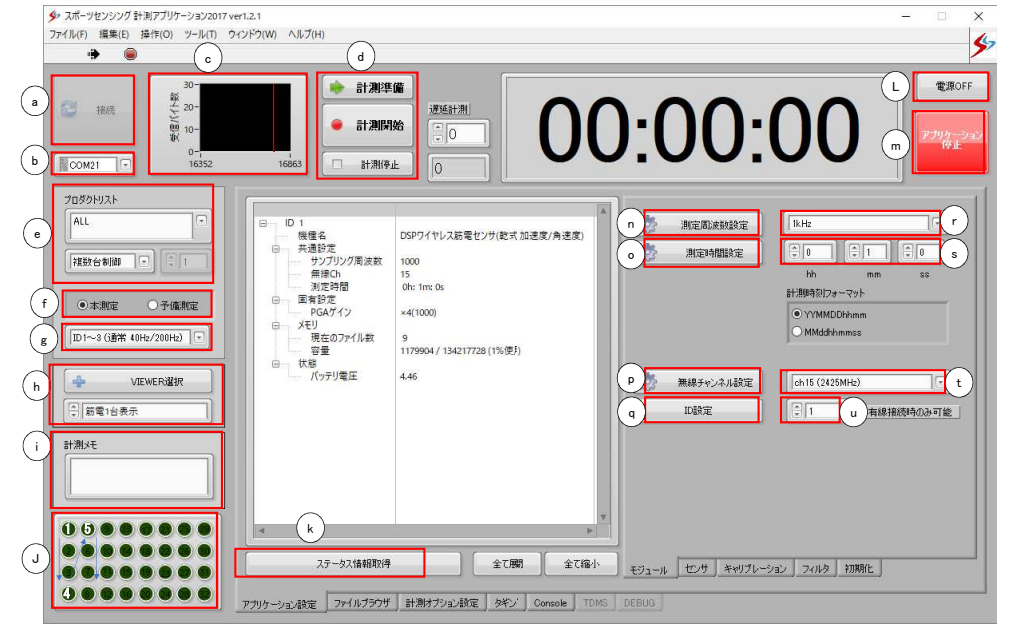 スポーツセンシング 計測アプリケーション2017 ver1.2.1
ファイル(F) 編集(E) 操作(O) ツール(T) ウィンドウ(W) ヘルプ(H)
a
接続
b
COM21
c
受信バイト数
30
20
10
0
16352 16863
d
計測準備
計測開始
計測停止
遅延計測
0
0
00:00:00
L
電源OFF
m
アプリケーション
停止
e
プロダクトリスト
ALL
複数台制御 1
f
本測定 予備測定
g
ID1～3 (通常 40Hz/200Hz)
h
VIEWER選択
筋電1台表示
i
計測メモ
J
1 5
4
ID 1
機種名 DSPワイヤレス筋電センサ(乾式 加速度/角速度)
共通設定
サンプリング周波数 1000
無線Ch 15
測定時間 0h: 1m: 0s
固有設定
PGAゲイン ×4(1000)
メモリ
現在のファイル数 9
容量 1179904 / 134217728 (1%使用)
状態
バッテリ電圧 4.46
k
ステータス情報取得 全て展開 全て縮小
n
測定周波数設定
1kHz
r
o
測定時間設定
0 1 0
s
hh mm ss
計測時刻フォーマット
YYMMDDhhmm
MMddhhmmss
p
無線チャンネル設定
ch15 (2425MHz)
t
q
ID設定
1
u
有線接続時のみ可能
モジュール センサ キャリブレーション フィルタ 初期化
アプリケーション設定 ファイルブラウザ 計測オプション設定 タギング Console TDMS DEBUG